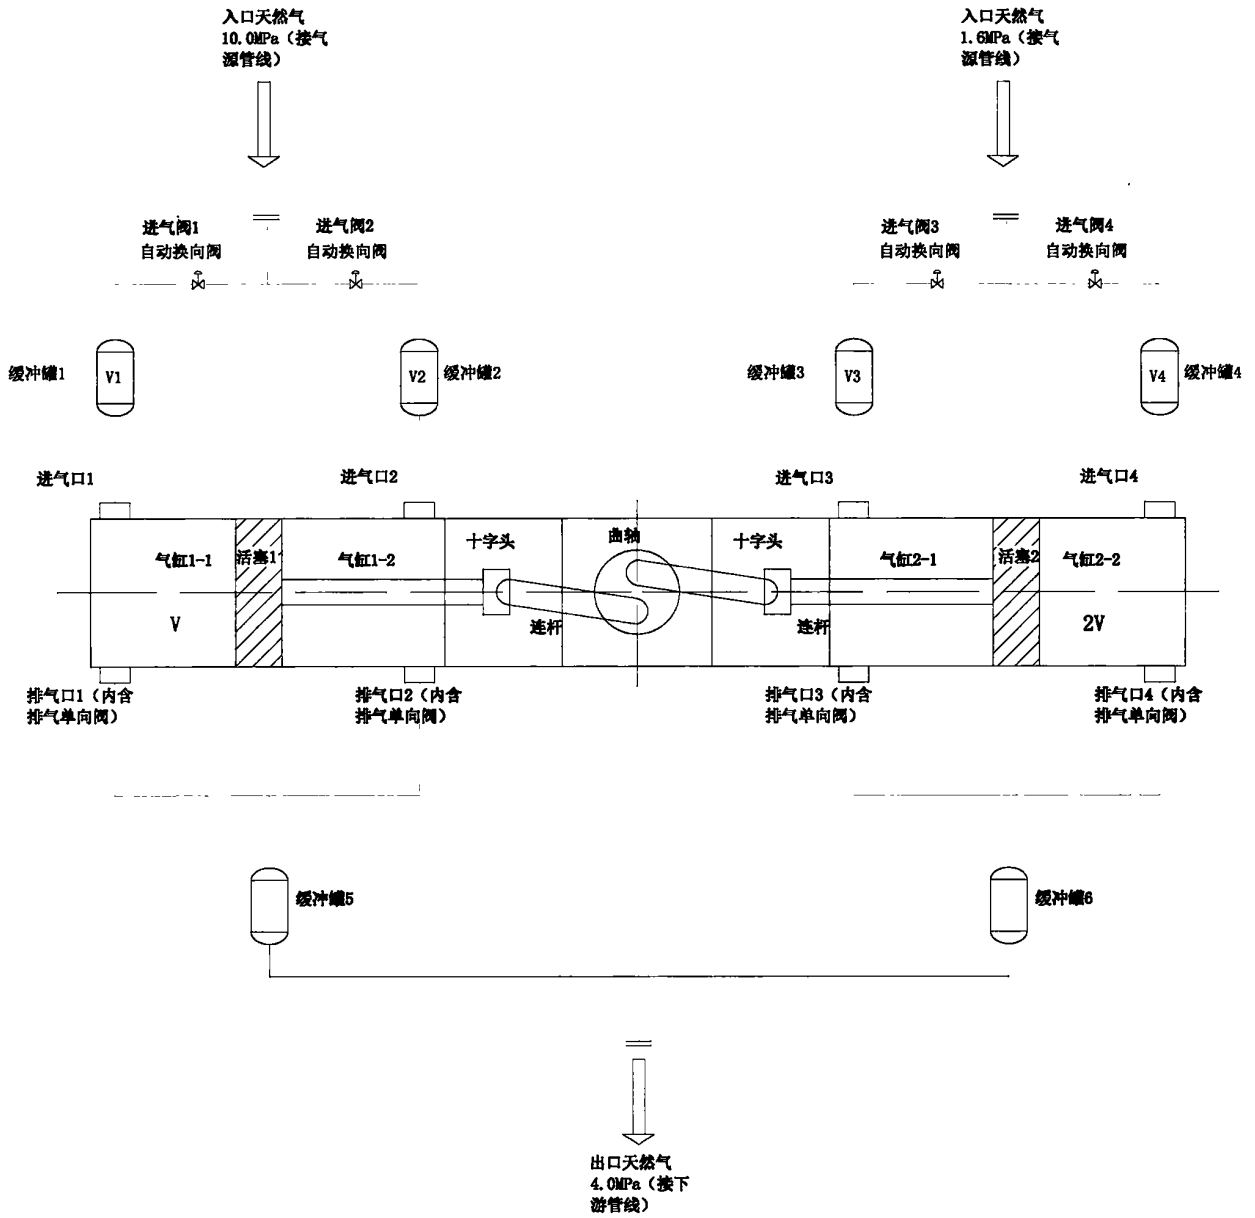 入口天然气
10.0MPa（接气
源管线）
入口天然气
1.6MPa（接气
源管线）
进气阀1
自动换向阀
进气阀2
自动换向阀
进气阀3
自动换向阀
进气阀4
自动换向阀
缓冲罐1
V1
V2
缓冲罐2
缓冲罐3
V3
V4
缓冲罐4
进气口1
进气口2
进气口3
进气口4
气缸1-1
活塞1
气缸1-2
十字头
曲轴
十字头
气缸2-1
活塞2
气缸2-2
V
连杆
连杆
2V
排气口1（内含
排气单向阀）
排气口2（内含
排气单向阀）
排气口3（内含
排气单向阀）
排气口4（内含
排气单向阀）
缓冲罐5
缓冲罐6
出口天然气
4.0MPa（接下
游管线）